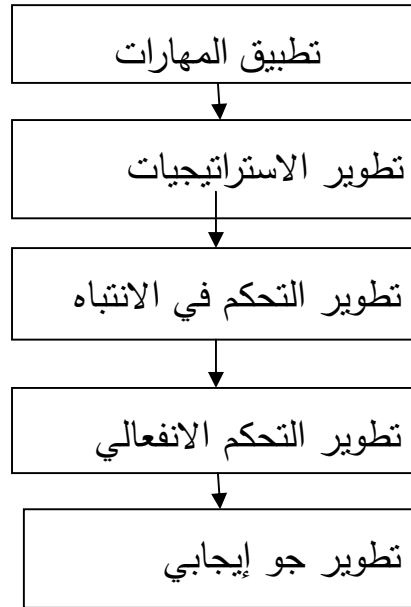 تطبيق المهارات
تطوير الاستراتيجيات
تطوير التحكم في الانتباه
تطوير التحكم الانفعالي
تطوير جو إيجابي